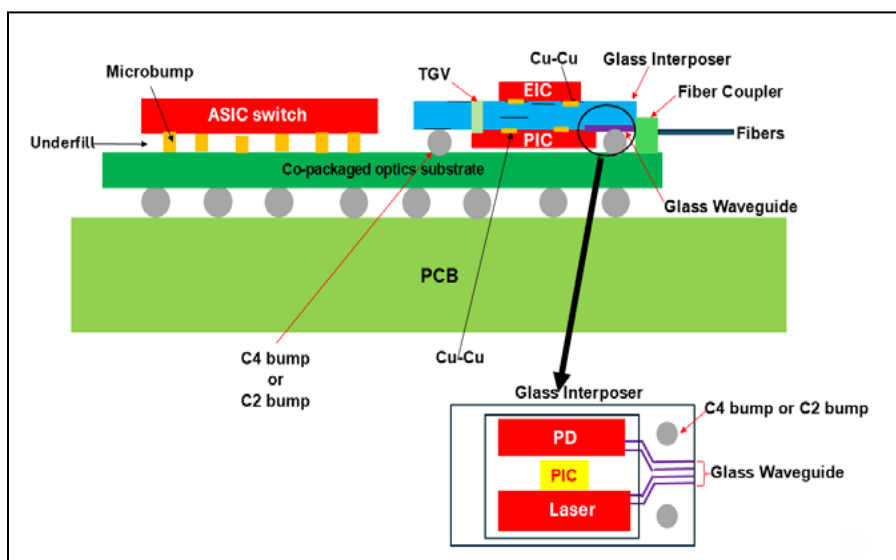 Cu-Cu
Glass Interposer
Microbump
TGV
EIC
Fiber Coupler
ASIC switch
Underfill
PIC
Fibers
Co-packaged optics substrate
Glass Waveguide
PCB
C4 bump
or
C2 bump
Cu-Cu
Glass Interposer
C4 bump or C2 bump
PD
PIC
Glass Waveguide
Laser